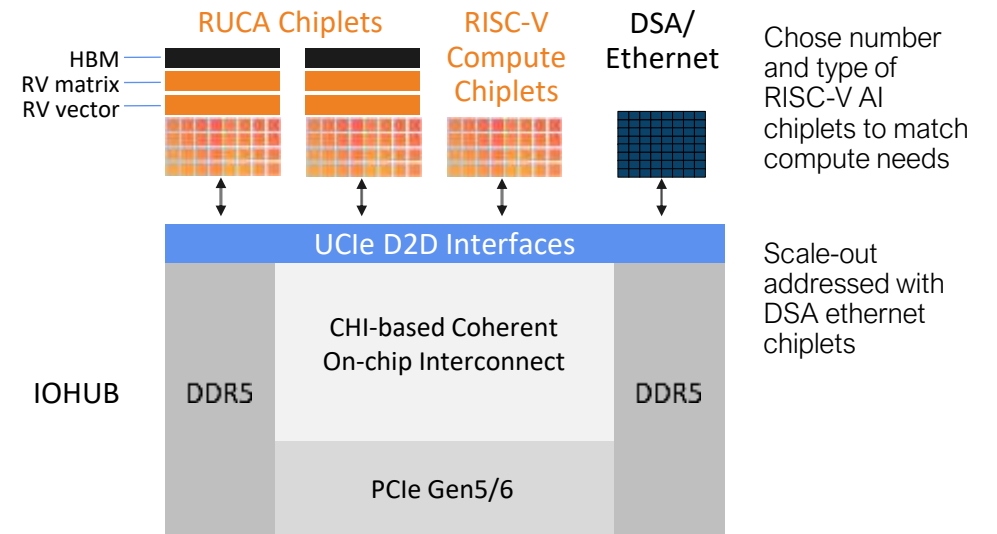 RUCA Chiplets
HBM
RV matrix
RV vector
RISC-V
Compute
Chiplets
DSA/
Ethernet
Chose number
and type of
RISC-V AI
chiplets to match
compute needs
UCIe D2D Interfaces
Scale-out
addressed with
DSA ethernet
chiplets
IOHUB
DDR5
CHI-based Coherent
On-chip Interconnect
DDR5
PCIe Gen5/6